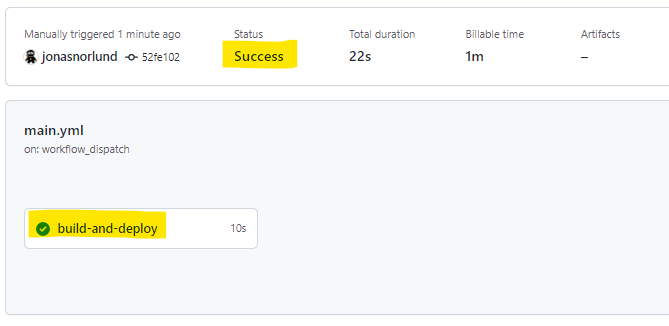 Manually triggered 1 minute ago Status Total duration Billable time Artifacts
jonasnorlund 52fe102 Success 22s 1m –
main.yml
on: workflow_dispatch
build-and-deploy 10s